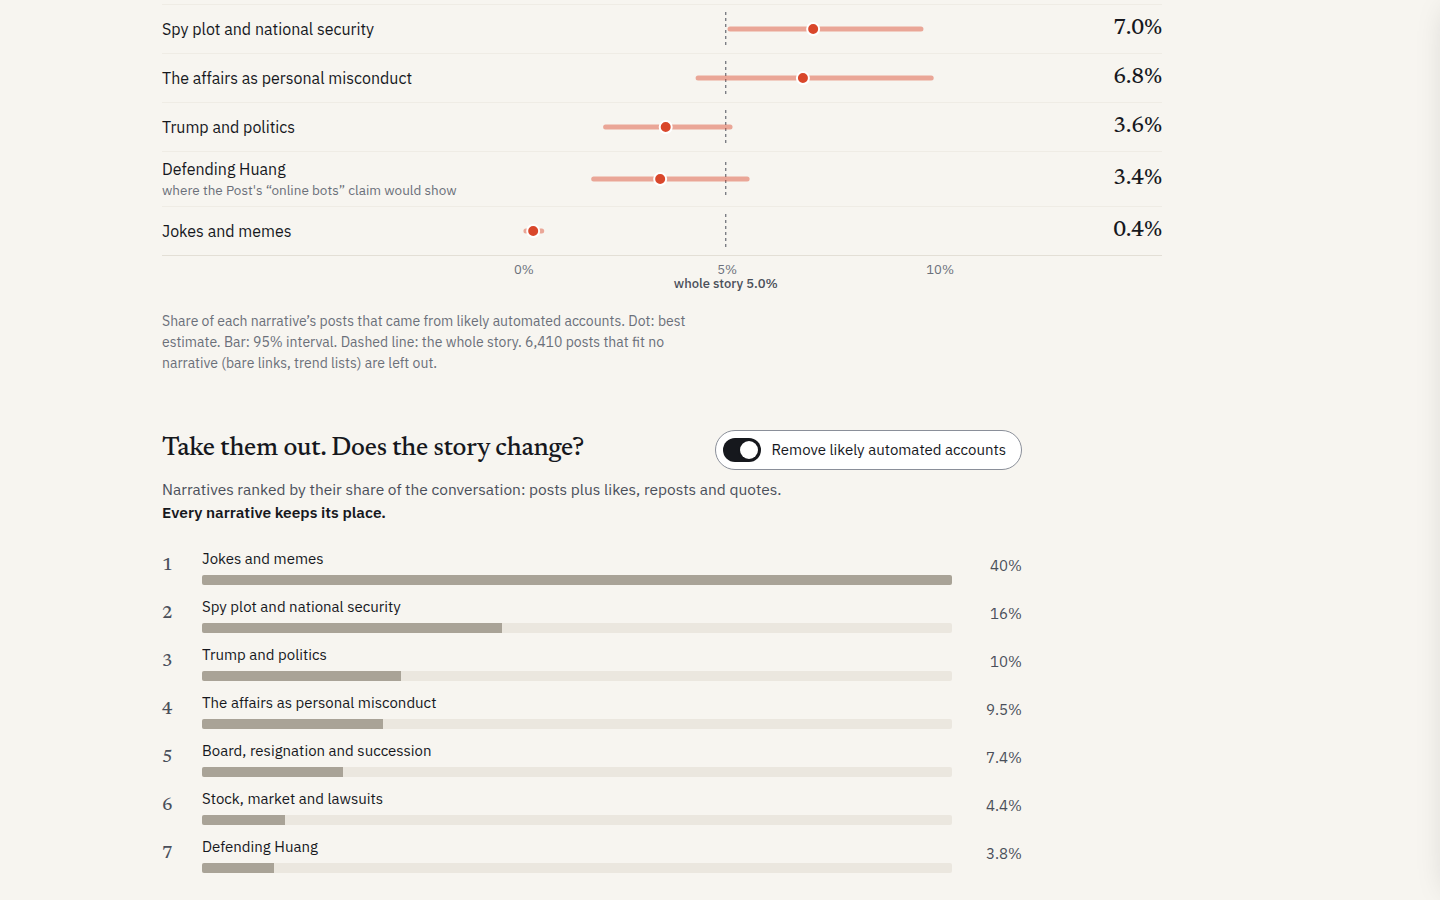 Spy plot and national security
7.0%
The affairs as personal misconduct
6.8%
Trump and politics
3.6%
Defending Huang
where the Post's “online bots” claim would show
3.4%
Jokes and memes
0.4%
0%
5%
10%
whole story 5.0%
Share of each narrative’s posts that came from likely automated accounts. Dot: best
estimate. Bar: 95% interval. Dashed line: the whole story. 6,410 posts that fit no
narrative (bare links, trend lists) are left out.
Take them out. Does the story change?
Remove likely automated accounts
Narratives ranked by their share of the conversation: posts plus likes, reposts and quotes.
Every narrative keeps its place.
1
Jokes and memes
40%
2
Spy plot and national security
16%
3
Trump and politics
10%
4
The affairs as personal misconduct
9.5%
5
Board, resignation and succession
7.4%
6
Stock, market and lawsuits
4.4%
7
Defending Huang
3.8%